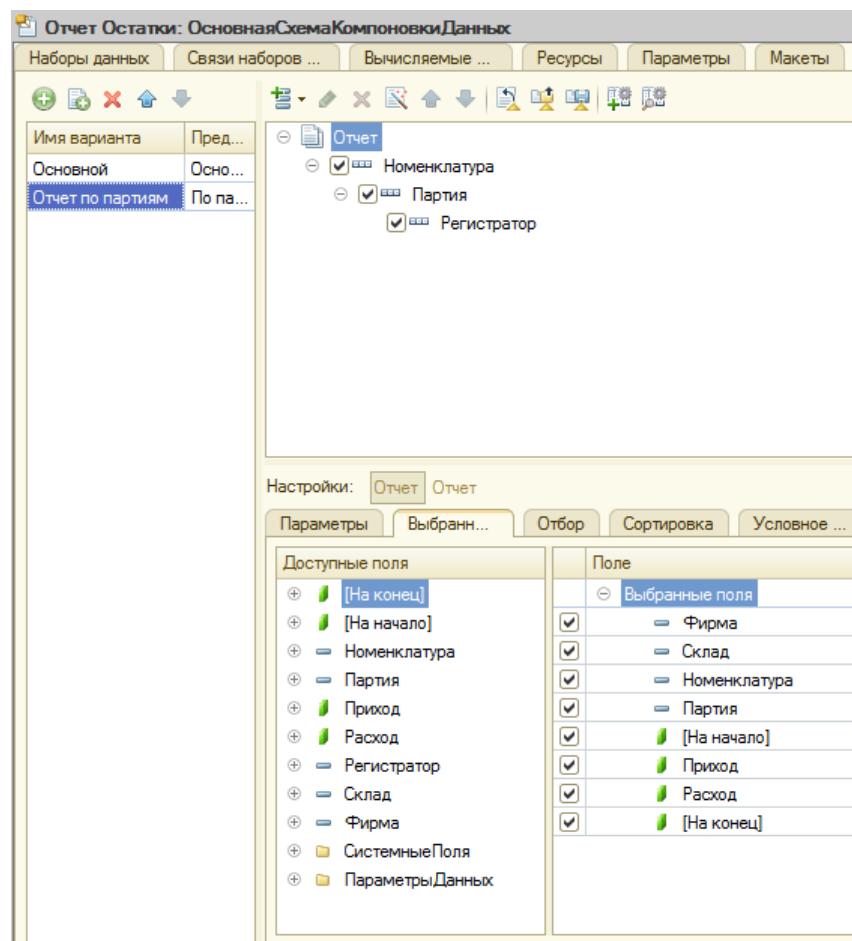 Отчет Остатки: ОсновнаяСхемаКомпоновкиДанных
Наборы данных Связи наборов ... Вычисляемые ... Ресурсы Параметры Макеты
Имя варианта Пред...
Основной Осно...
Отчет по партиям По па...
Отчет
Номенклатура
Партия
Регистратор
Настройки: Отчет Отчет
Параметры Выбранн... Отбор Сортировка Условное ...
Доступные поля
[На конец]
[На начало]
Номенклатура
Партия
Приход
Расход
Регистратор
Склад
Фирма
СистемныеПоля
ПараметрыДанных
Поле
Выбранные поля
Фирма
Склад
Номенклатура
Партия
[На начало]
Приход
Расход
[На конец]